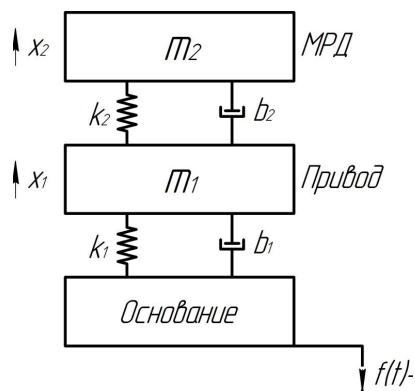 x₂
m₂
МРД
k₂
b₂
x₁
m₁
Привод
k₁
b₁
Основание
f(t)-